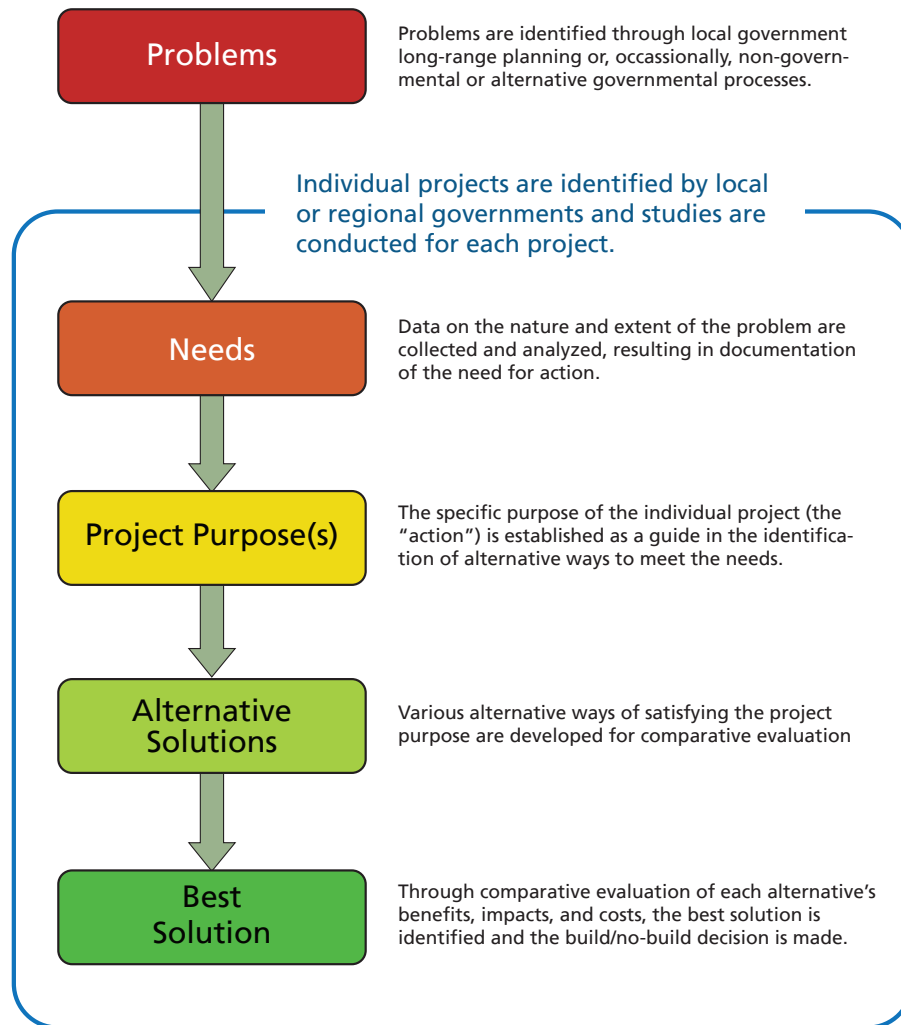 Problems
Problems are identified through local government
long-range planning or, occassionally, non-govern-
mental or alternative governmental processes.
Individual projects are identified by local
or regional governments and studies are
conducted for each project.
Needs
Data on the nature and extent of the problem are
collected and analyzed, resulting in documentation
of the need for action.
Project Purpose(s)
The specific purpose of the individual project (the
“action”) is established as a guide in the identifica-
tion of alternative ways to meet the needs.
Alternative
Solutions
Various alternative ways of satisfying the project
purpose are developed for comparative evaluation
Best
Solution
Through comparative evaluation of each alternative’s
benefits, impacts, and costs, the best solution is
identified and the build/no-build decision is made.